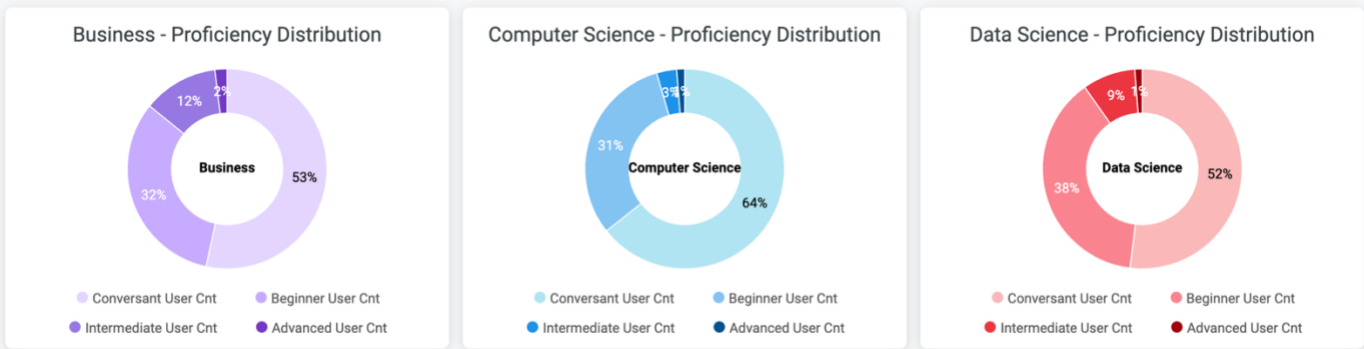 Business - Proficiency Distribution
2%
12%
32%
53%
Business
Conversant User Cnt
Beginner User Cnt
Intermediate User Cnt
Advanced User Cnt
Computer Science - Proficiency Distribution
3%
1%
31%
64%
Computer Science
Conversant User Cnt
Beginner User Cnt
Intermediate User Cnt
Advanced User Cnt
Data Science - Proficiency Distribution
9%
1%
38%
52%
Data Science
Conversant User Cnt
Beginner User Cnt
Intermediate User Cnt
Advanced User Cnt